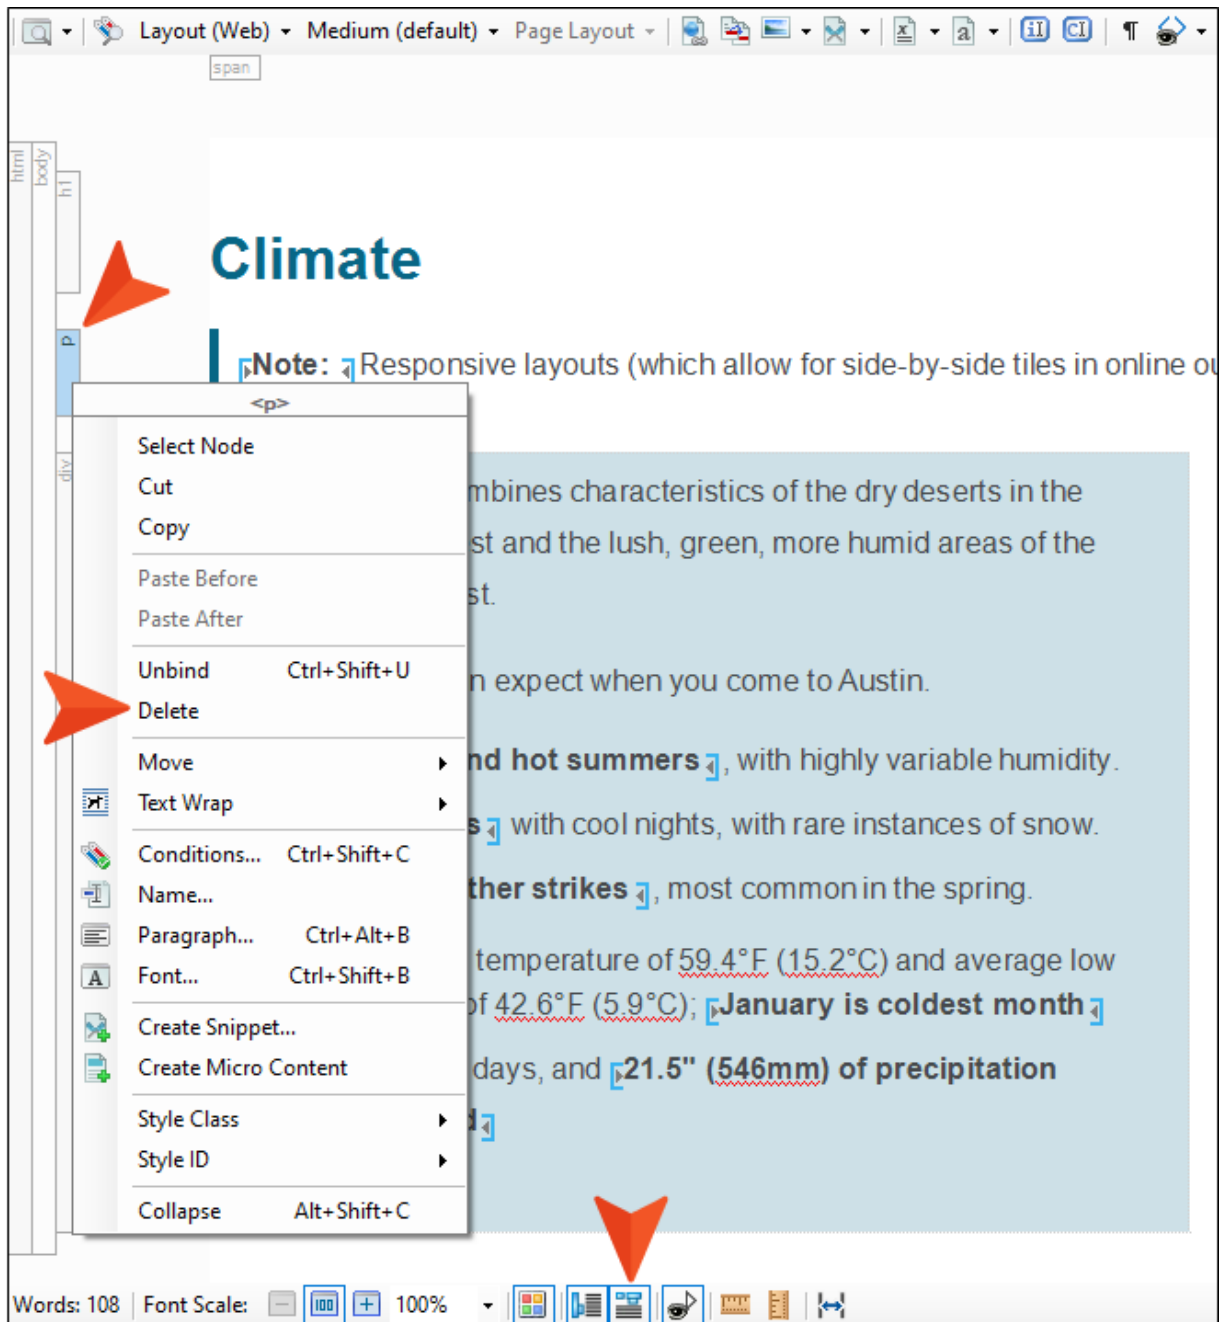 Layout (Web) Medium (default) Page Layout x a iI CI ¶
span
html
body
h1
Climate
p
Note: Responsive layouts (which allow for side-by-side tiles in online
<p>
div
Select Node
Cut
Copy
Paste Before
Paste After
Unbind Ctrl+Shift+U
Delete
Move
Text Wrap
Conditions... Ctrl+Shift+C
Name...
Paragraph... Ctrl+Alt+B
A Font... Ctrl+Shift+B
Create Snippet...
Create Micro Content
Style Class
Style ID
Collapse Alt+Shift+C
mbines characteristics of the dry deserts in the
st and the lush, green, more humid areas of the
st.
n expect when you come to Austin.
nd hot summers, with highly variable humidity.
s with cool nights, with rare instances of snow.
ther strikes, most common in the spring.
temperature of 59.4°F (15.2°C) and average low
of 42.6°F (5.9°C); January is coldest month
days, and 21.5" (546mm) of precipitation
Words: 108 Font Scale: 100 100%